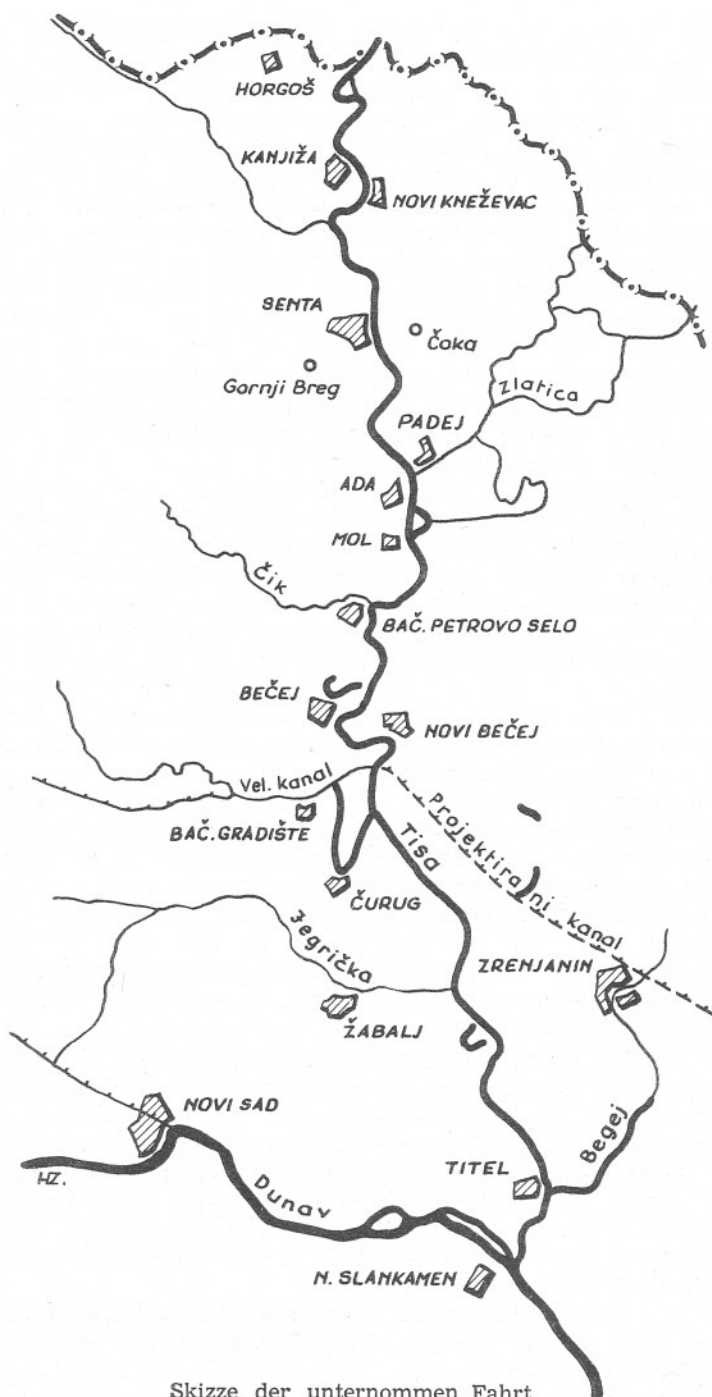 HORGOŠ
KANJIŽA
NOVI KNEŽEVAC
SENTA
Čoka
Gornji Breg
Zlatica
PADEJ
ADA
MOL
Čik
BAČ. PETROVO SELO
BEČEJ
NOVI BEČEJ
Vel. kanal
Projektirani kanal
BAČ. GRADIŠTE
Tisa
ČURUG
Jegrička
ZRENJANIN
ŽABALJ
NOVI SAD
HZ.
Begej
TITEL
Dunav
N. SLANKAMEN
Skizze der unternommen Fahrt